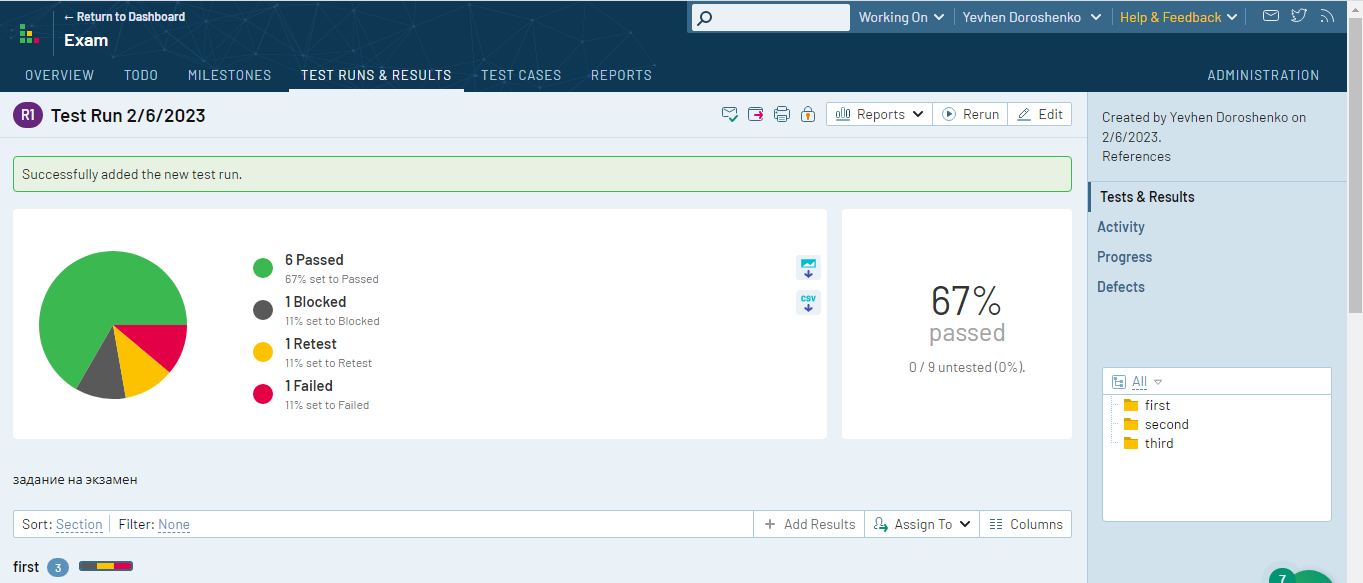 ← Return to Dashboard
Exam
Working On
Yevhen Doroshenko
Help & Feedback
OVERVIEW TODO MILESTONES TEST RUNS & RESULTS TEST CASES REPORTS ADMINISTRATION
R1 Test Run 2/6/2023
Reports Rerun Edit
Successfully added the new test run.
6 Passed
67% set to Passed
1 Blocked
11% set to Blocked
1 Retest
11% set to Retest
1 Failed
11% set to Failed
CSV
67%
passed
0 / 9 untested (0%).
задание на экзамен
Sort: Section Filter: None
+ Add Results Assign To Columns
first 3
Created by Yevhen Doroshenko on
2/6/2023.
References
Tests & Results
Activity
Progress
Defects
All
first
second
third
7